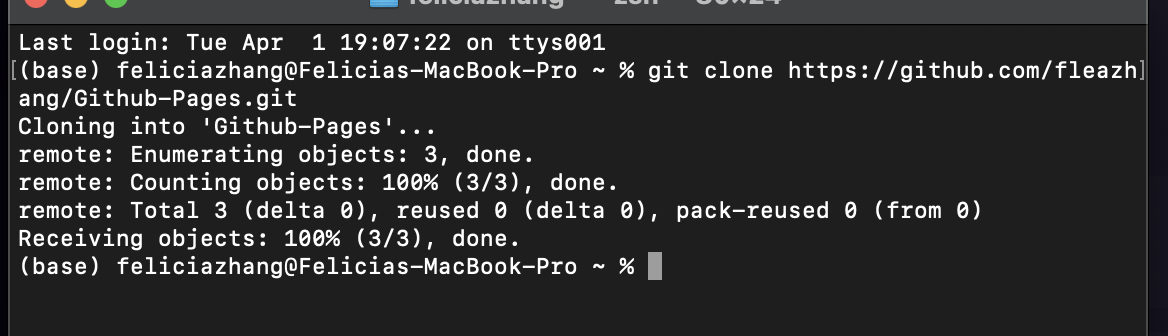 Last login: Tue Apr  1 19:07:22 on ttys001
[(base) feliciazhang@Felicias-MacBook-Pro ~ % git clone https://github.com/fleazh]
ang/Github-Pages.git
Cloning into 'Github-Pages'...
remote: Enumerating objects: 3, done.
remote: Counting objects: 100% (3/3), done.
remote: Total 3 (delta 0), reused 0 (delta 0), pack-reused 0 (from 0)
Receiving objects: 100% (3/3), done.
(base) feliciazhang@Felicias-MacBook-Pro ~ %